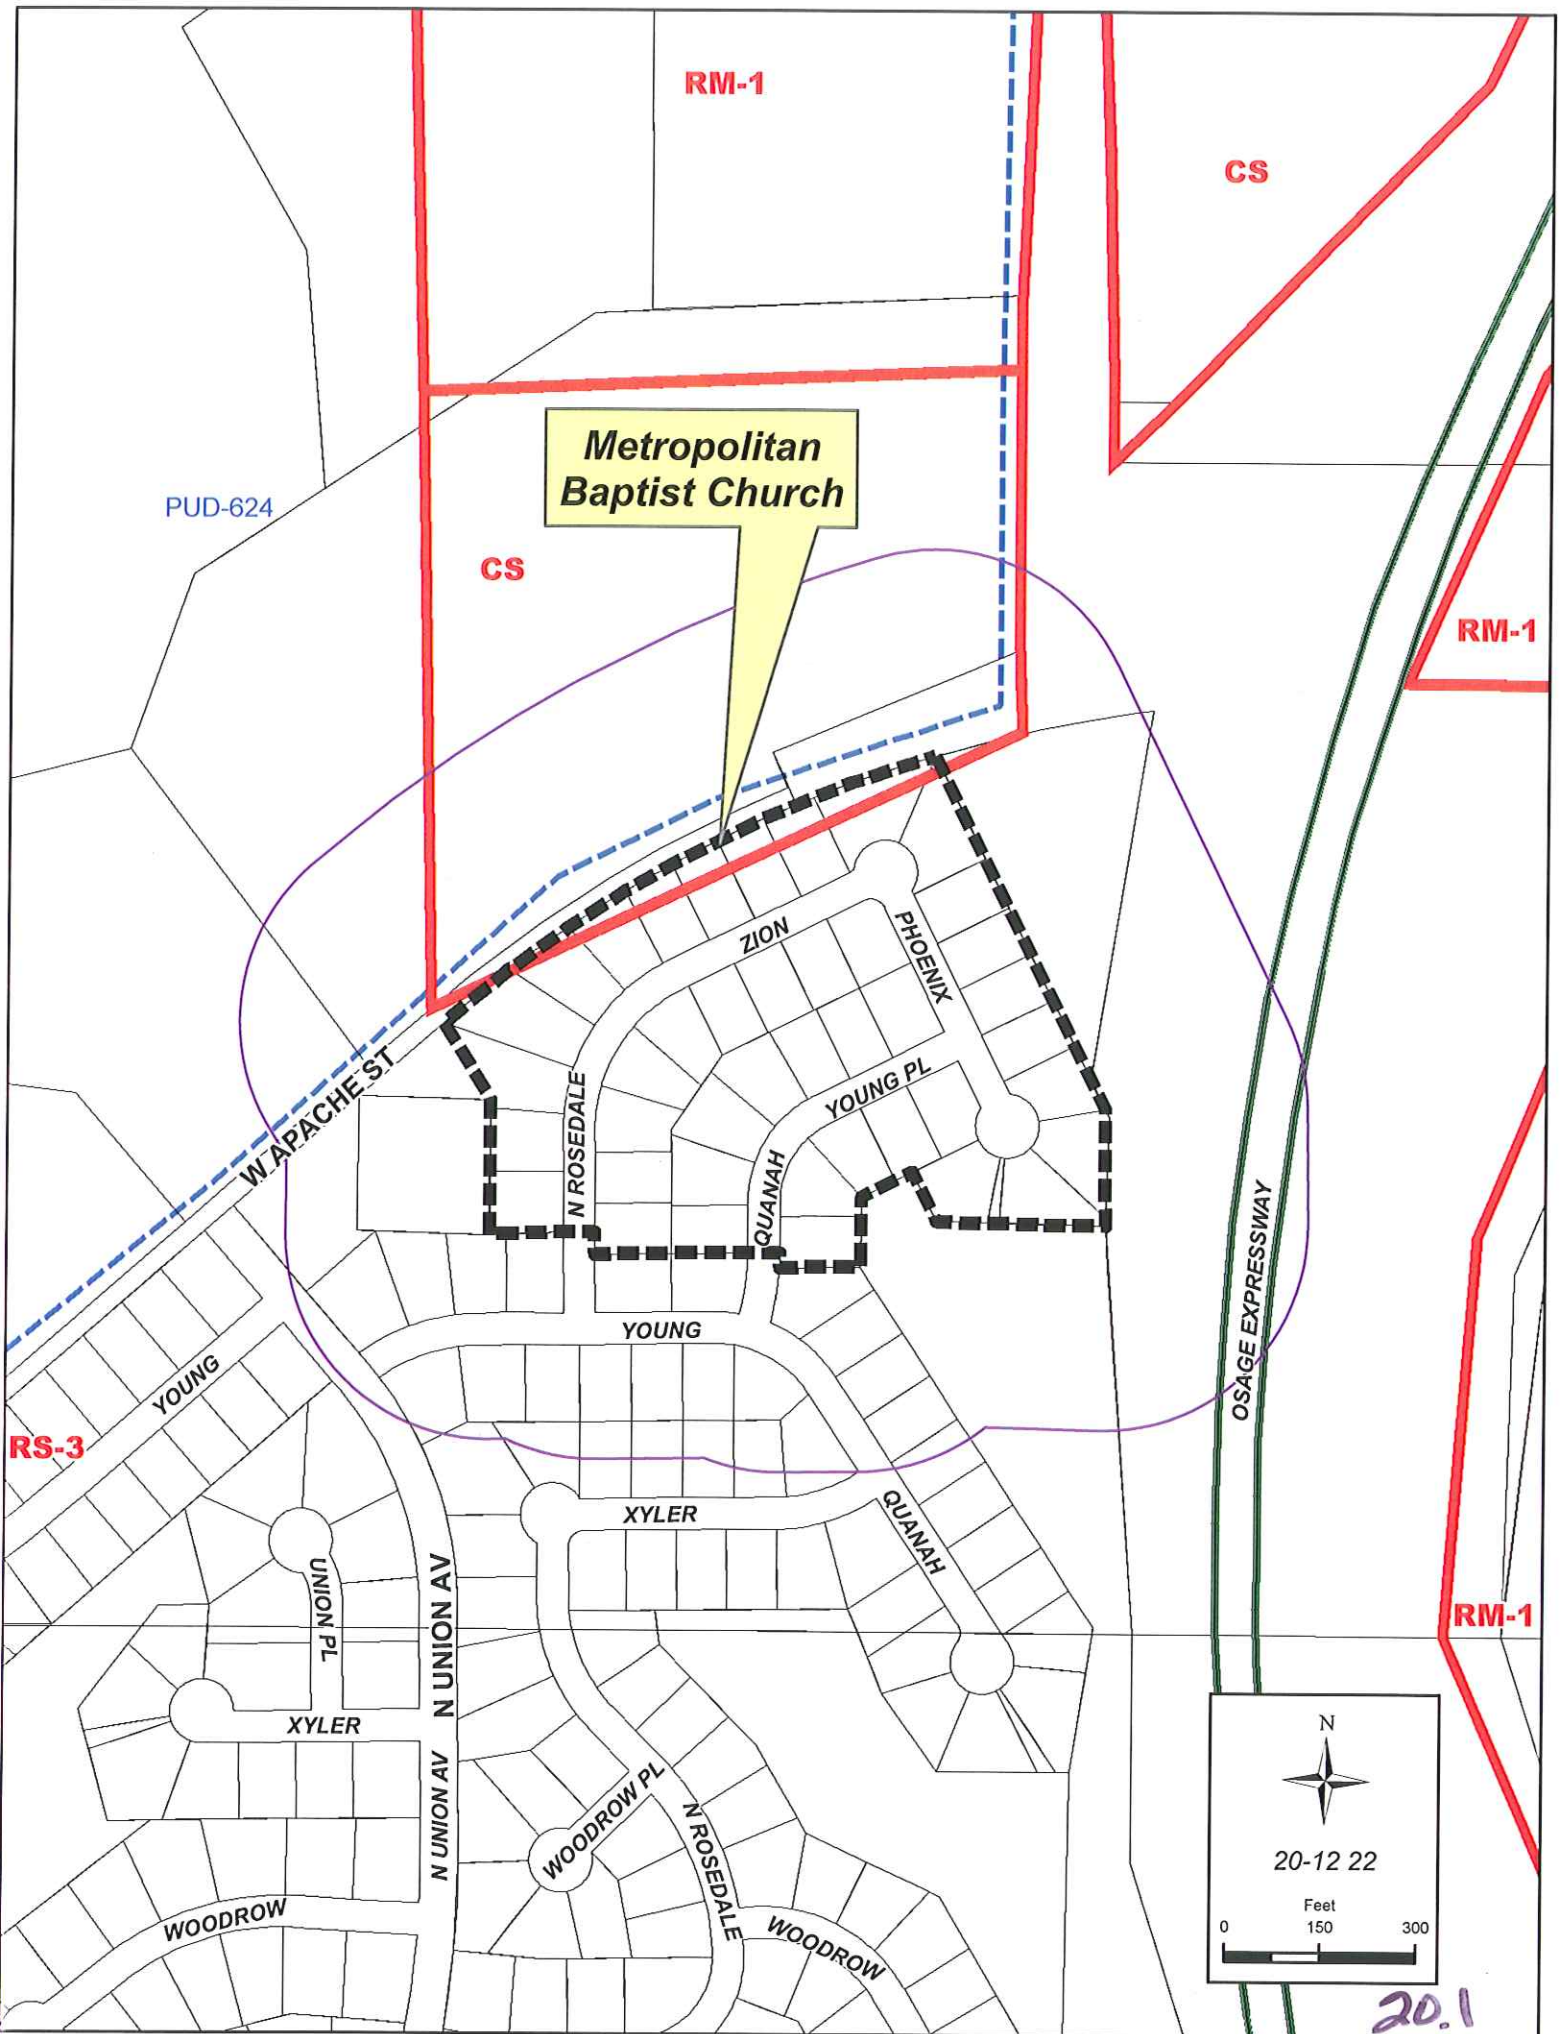 RM-1
CS
Metropolitan
Baptist Church
PUD-624
CS
RM-1
ZION
PHOENIX
W APACHE ST
N ROSEDALE
YOUNG PL
QUANAH
OSAGE EXPRESSWAY
YOUNG
YOUNG
RS-3
XYLER
QUANAH
UNION PL
N UNION AV
RM-1
XYLER
N UNION AV
WOODROW PL
N ROSEDALE
WOODROW
WOODROW
N
20-12 22
Feet
0 150 300
20.1